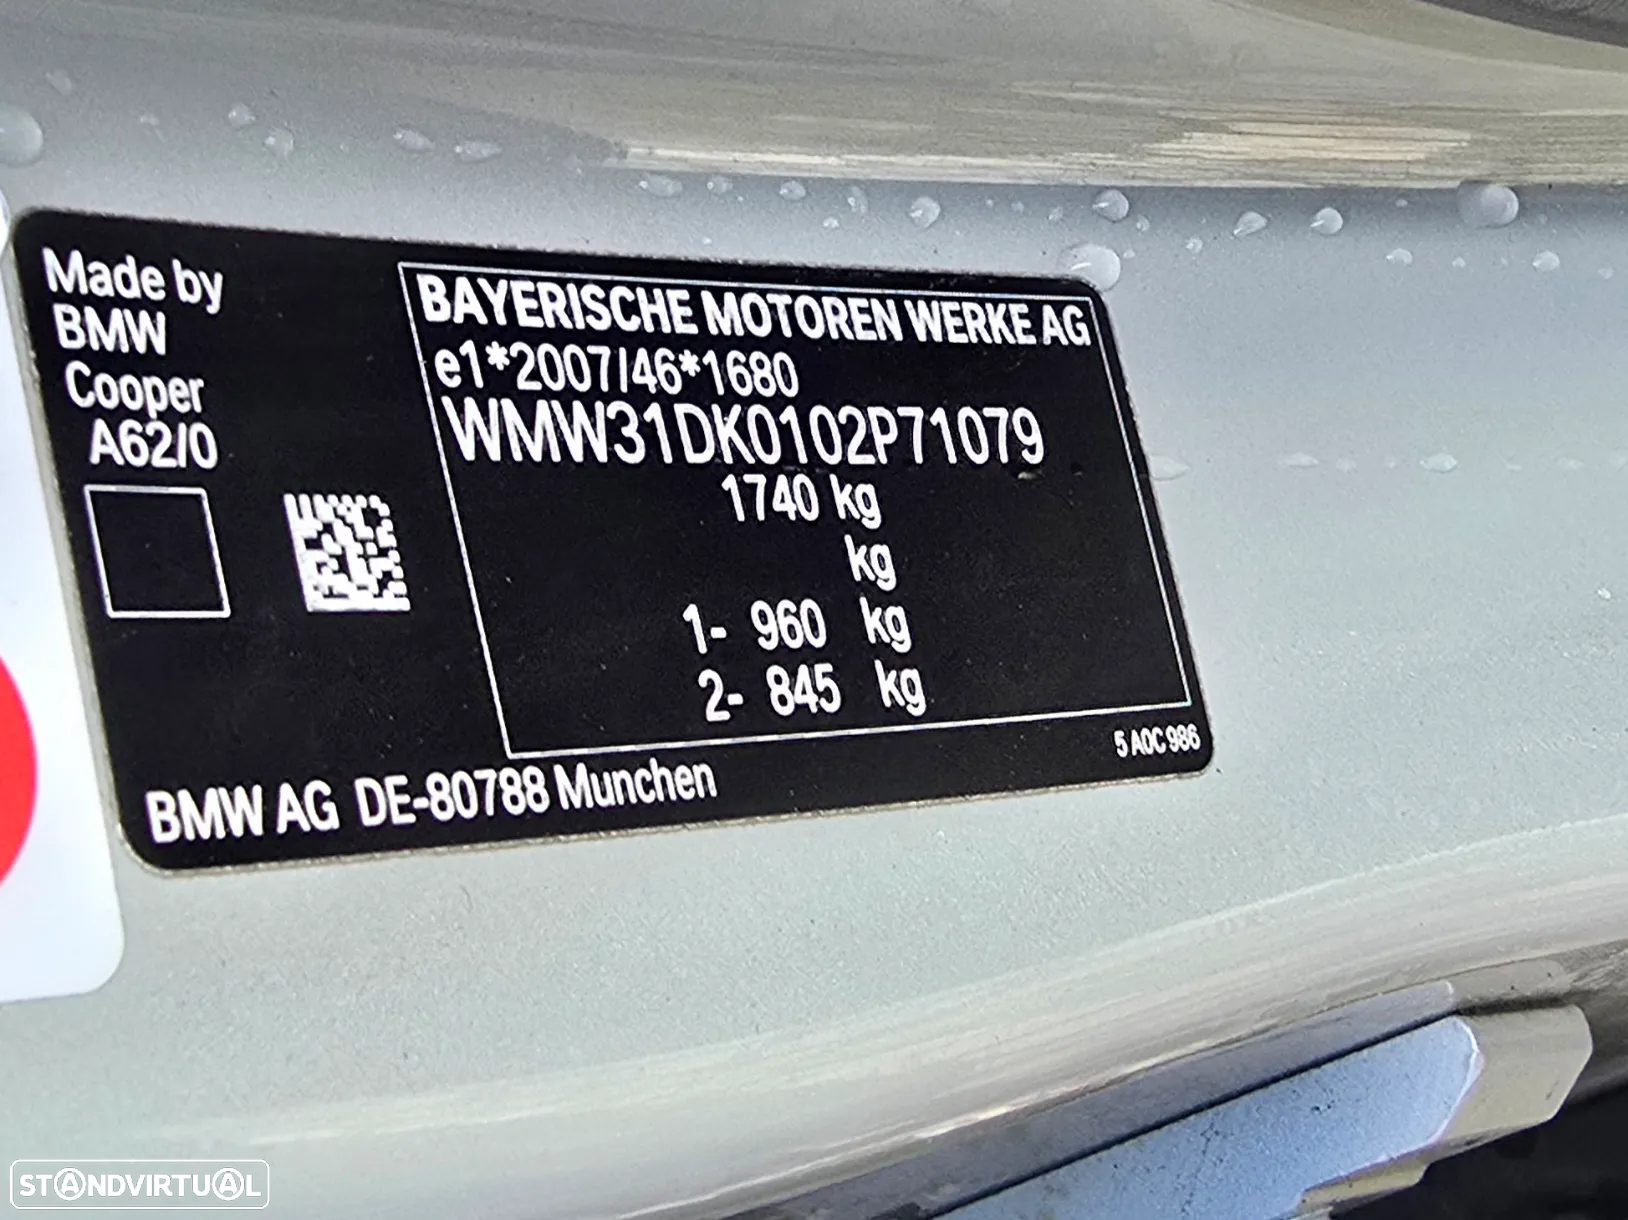 Made by
BMW
Cooper
A62/0
BAYERISCHE MOTOREN WERKE AG
e1*2007/46*1680
WMW31DK0102P71079
1740 kg
kg
1- 960 kg
2- 845 kg
5 A0C 986
BMW AG DE-80788 Munchen
STANDVIRTUAL